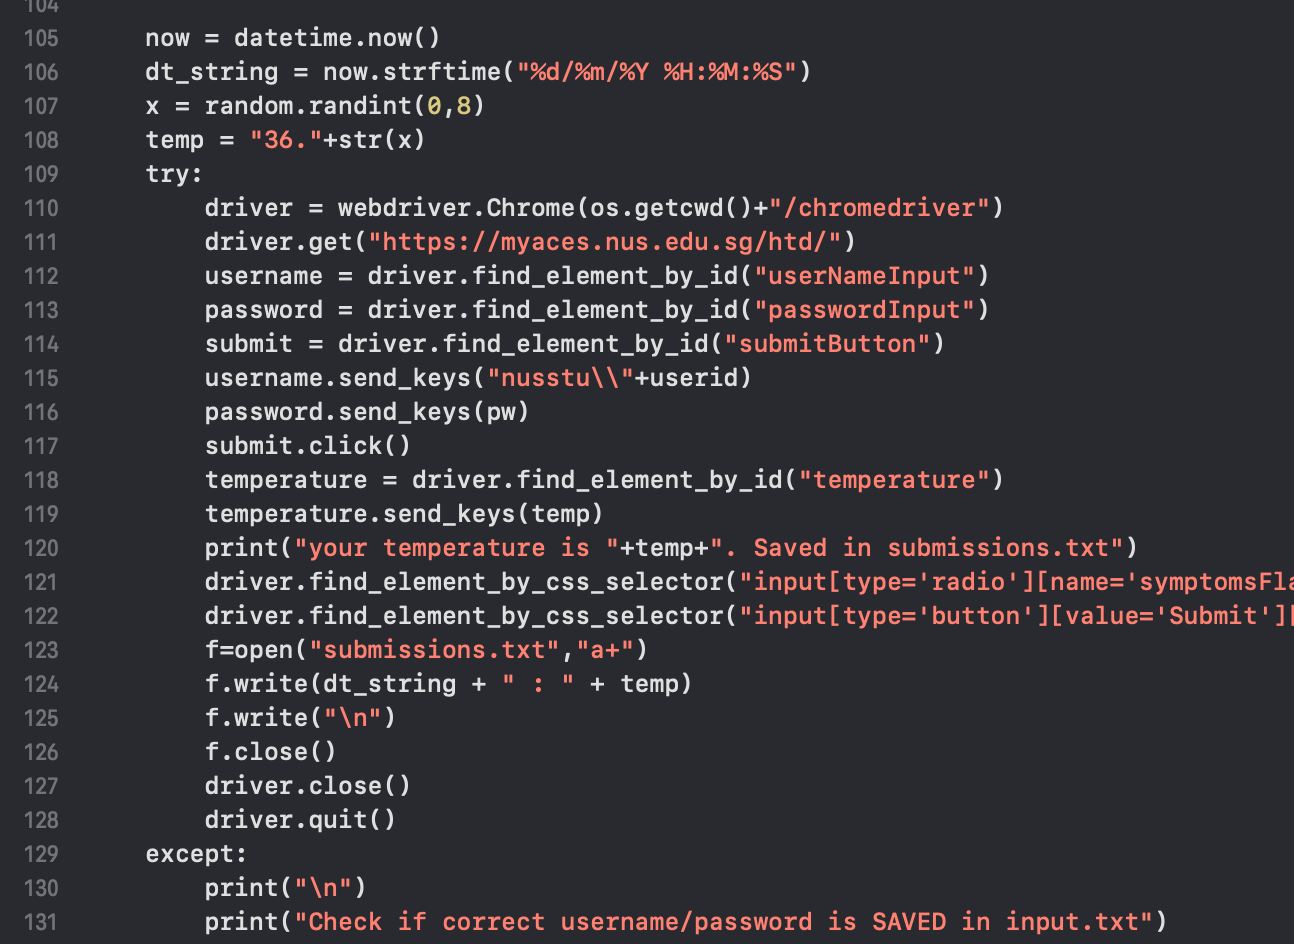 104
105 now = datetime.now()
106 dt_string = now.strftime("%d/%m/%Y %H:%M:%S")
107 x = random.randint(0,8)
108 temp = "36."+str(x)
109 try:
110 driver = webdriver.Chrome(os.getcwd()+"/chromedriver")
111 driver.get("https://myaces.nus.edu.sg/htd/")
112 username = driver.find_element_by_id("userNameInput")
113 password = driver.find_element_by_id("passwordInput")
114 submit = driver.find_element_by_id("submitButton")
115 username.send_keys("nusstu\\"+userid)
116 password.send_keys(pw)
117 submit.click()
118 temperature = driver.find_element_by_id("temperature")
119 temperature.send_keys(temp)
120 print("your temperature is "+temp+". Saved in submissions.txt")
121 driver.find_element_by_css_selector("input[type='radio'][name='symptomsFla
122 driver.find_element_by_css_selector("input[type='button'][value='Submit'][
123 f=open("submissions.txt","a+")
124 f.write(dt_string + " : " + temp)
125 f.write("\n")
126 f.close()
127 driver.close()
128 driver.quit()
129 except:
130 print("\n")
131 print("Check if correct username/password is SAVED in input.txt")